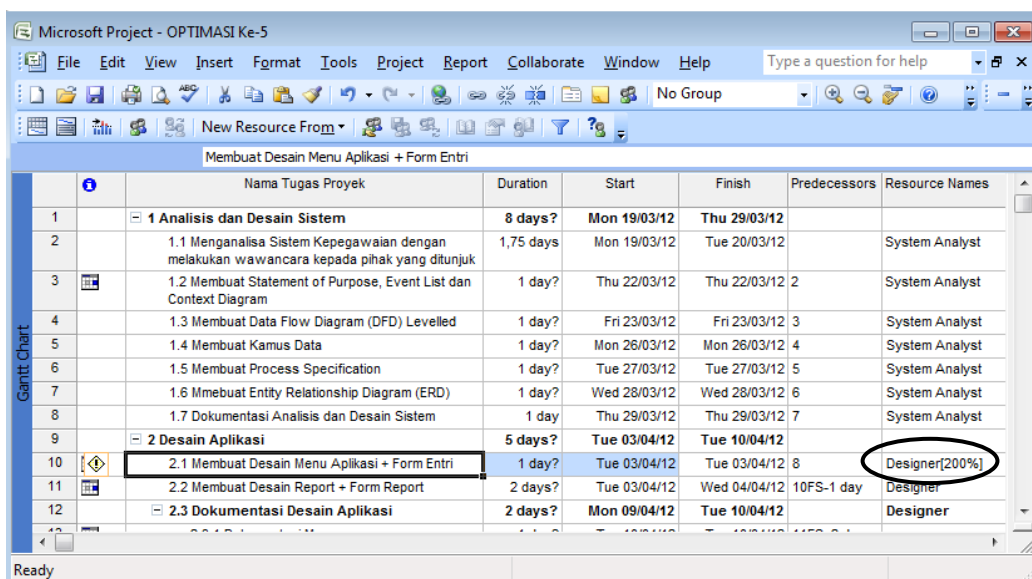 Microsoft Project - OPTIMASI Ke-5
File Edit View Insert Format Tools Project Report Collaborate Window Help Type a question for help
No Group
New Resource From
Membuat Desain Menu Aplikasi + Form Entri
Nama Tugas Proyek Duration Start Finish Predecessors Resource Names
1 1 Analisis dan Desain Sistem 8 days? Mon 19/03/12 Thu 29/03/12
2 1.1 Menganalisa Sistem Kepegawaian dengan 1,75 days Mon 19/03/12 Tue 20/03/12 System Analyst
melakukan wawancara kepada pihak yang ditunjuk
3 1.2 Membuat Statement of Purpose, Event List dan 1 day? Thu 22/03/12 Thu 22/03/12 2 System Analyst
Context Diagram
4 1.3 Membuat Data Flow Diagram (DFD) Levelled 1 day? Fri 23/03/12 Fri 23/03/12 3 System Analyst
5 1.4 Membuat Kamus Data 1 day? Mon 26/03/12 Mon 26/03/12 4 System Analyst
6 1.5 Membuat Process Specification 1 day? Tue 27/03/12 Tue 27/03/12 5 System Analyst
7 1.6 Mmebuat Entity Relationship Diagram (ERD) 1 day? Wed 28/03/12 Wed 28/03/12 6 System Analyst
8 1.7 Dokumentasi Analisis dan Desain Sistem 1 day Thu 29/03/12 Thu 29/03/12 7 System Analyst
9 2 Desain Aplikasi 5 days? Tue 03/04/12 Tue 10/04/12
10 2.1 Membuat Desain Menu Aplikasi + Form Entri 1 day? Tue 03/04/12 Tue 03/04/12 8 Designer[200%]
11 2.2 Membuat Desain Report + Form Report 2 days? Tue 03/04/12 Wed 04/04/12 10FS-1 day Designer
12 2.3 Dokumentasi Desain Aplikasi 2 days? Mon 09/04/12 Tue 10/04/12 Designer
Gantt Chart
Ready